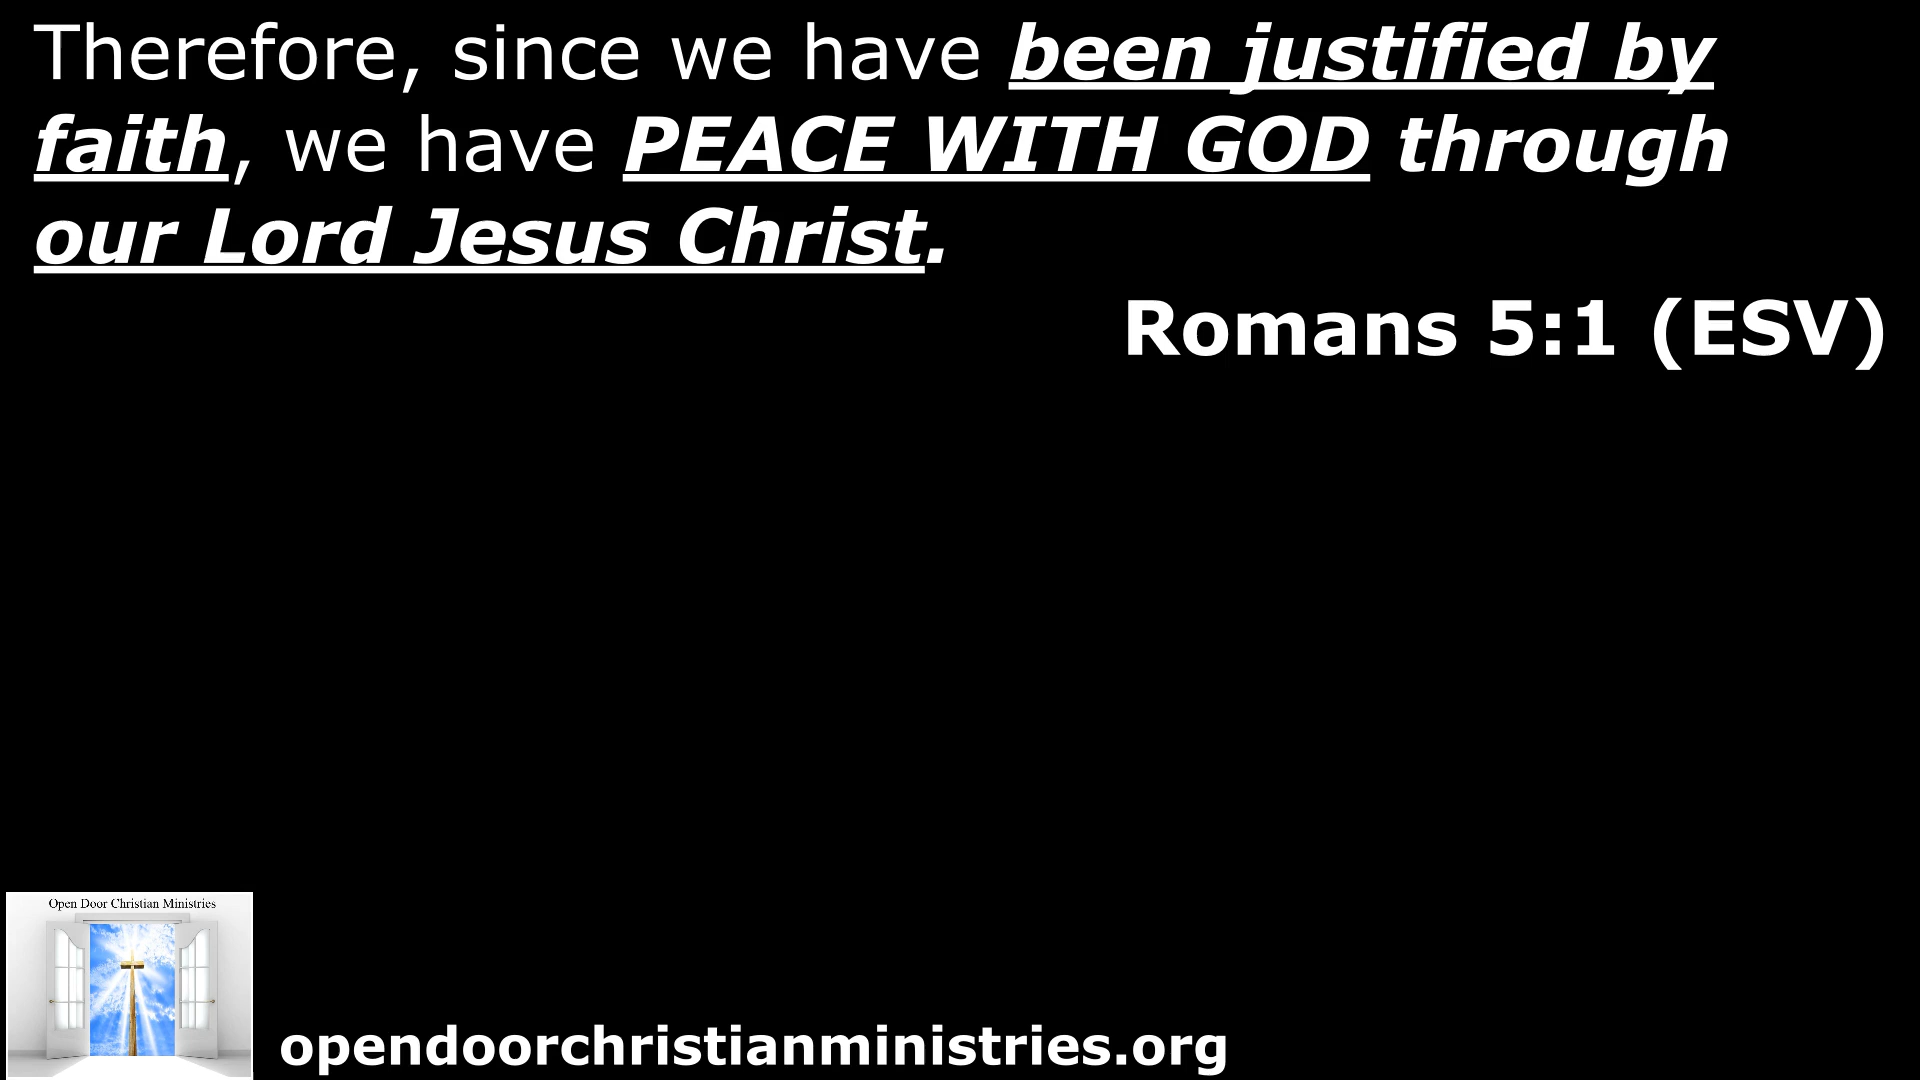 Therefore, since we have been justified by
faith, we have PEACE WITH GOD through
our Lord Jesus Christ.
Romans 5:1 (ESV)
Open Door Christian Ministries
opendoorchristianministries.org